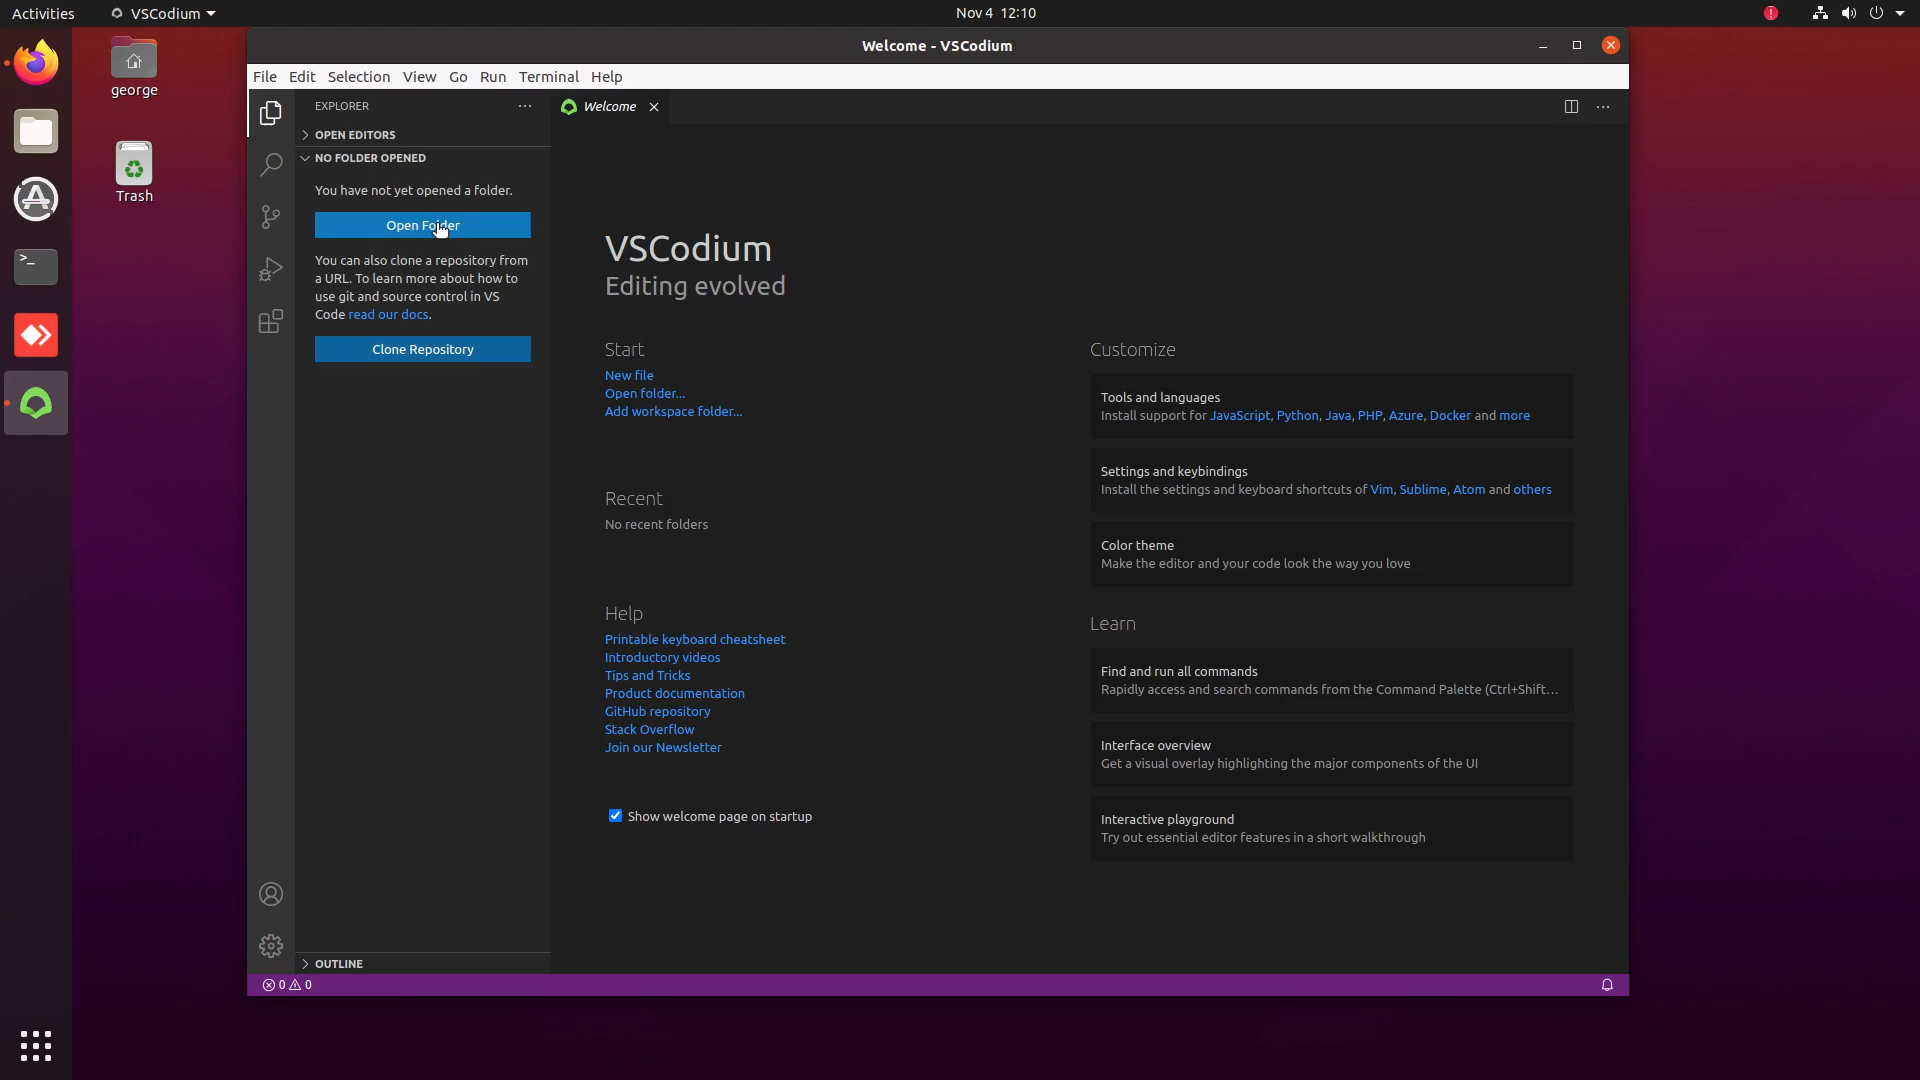 Activities
VSCodium
Nov 4 12:10
george
Trash
Welcome - VSCodium
File Edit Selection View Go Run Terminal Help
EXPLORER
OPEN EDITORS
NO FOLDER OPENED
You have not yet opened a folder.
Open Folder
You can also clone a repository from
a URL. To learn more about how to
use git and source control in VS
Code read our docs.
Clone Repository
OUTLINE
Welcome
VSCodium
Editing evolved
Start
New file
Open folder...
Add workspace folder...
Recent
No recent folders
Help
Printable keyboard cheatsheet
Introductory videos
Tips and Tricks
Product documentation
GitHub repository
Stack Overflow
Join our Newsletter
Show welcome page on startup
Customize
Tools and languages
Install support for JavaScript, Python, Java, PHP, Azure, Docker and more
Settings and keybindings
Install the settings and keyboard shortcuts of Vim, Sublime, Atom and others
Color theme
Make the editor and your code look the way you love
Learn
Find and run all commands
Rapidly access and search commands from the Command Palette (Ctrl+Shift...
Interface overview
Get a visual overlay highlighting the major components of the UI
Interactive playground
Try out essential editor features in a short walkthrough
0 0